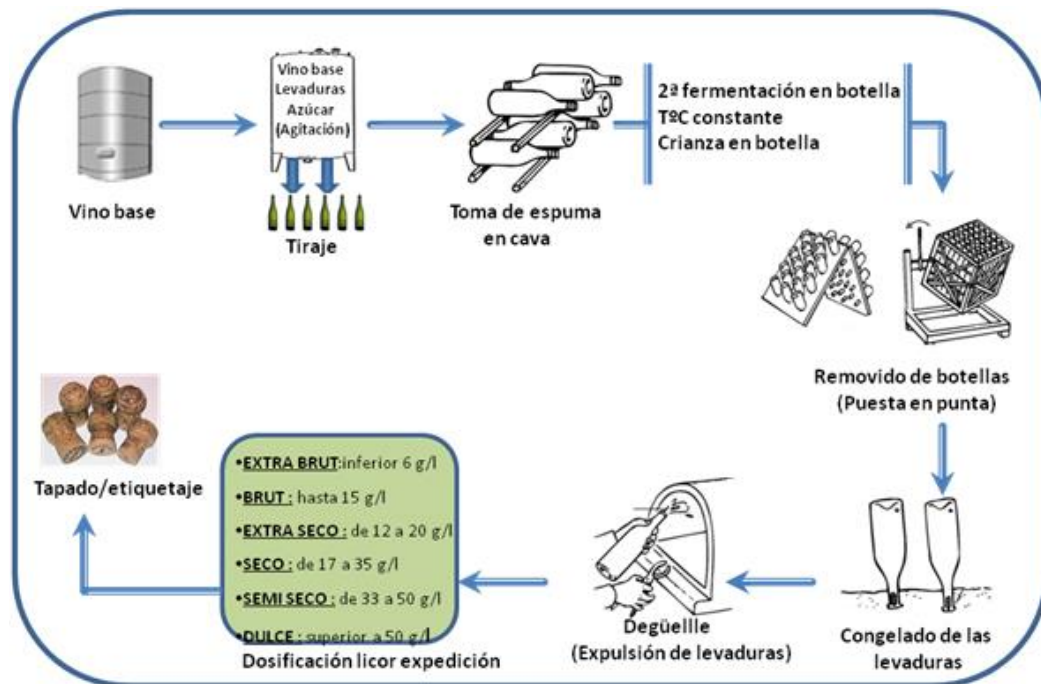 Vino base
Vino base
Levaduras
Azúcar
(Agitación)
Tiraje
Toma de espuma
en cava
2ª fermentación en botella
TºC constante
Crianza en botella
Removido de botellas
(Puesta en punta)
Congelado de las
levaduras
Degüellle
(Expulsión de levaduras)
•EXTRA BRUT:inferior 6 g/l
•BRUT : hasta 15 g/l
•EXTRA SECO : de 12 a 20 g/l
•SECO : de 17 a 35 g/l
•SEMI SECO : de 33 a 50 g/l
•DULCE : superior a 50 g/l
Dosificación licor expedición
Tapado/etiquetaje